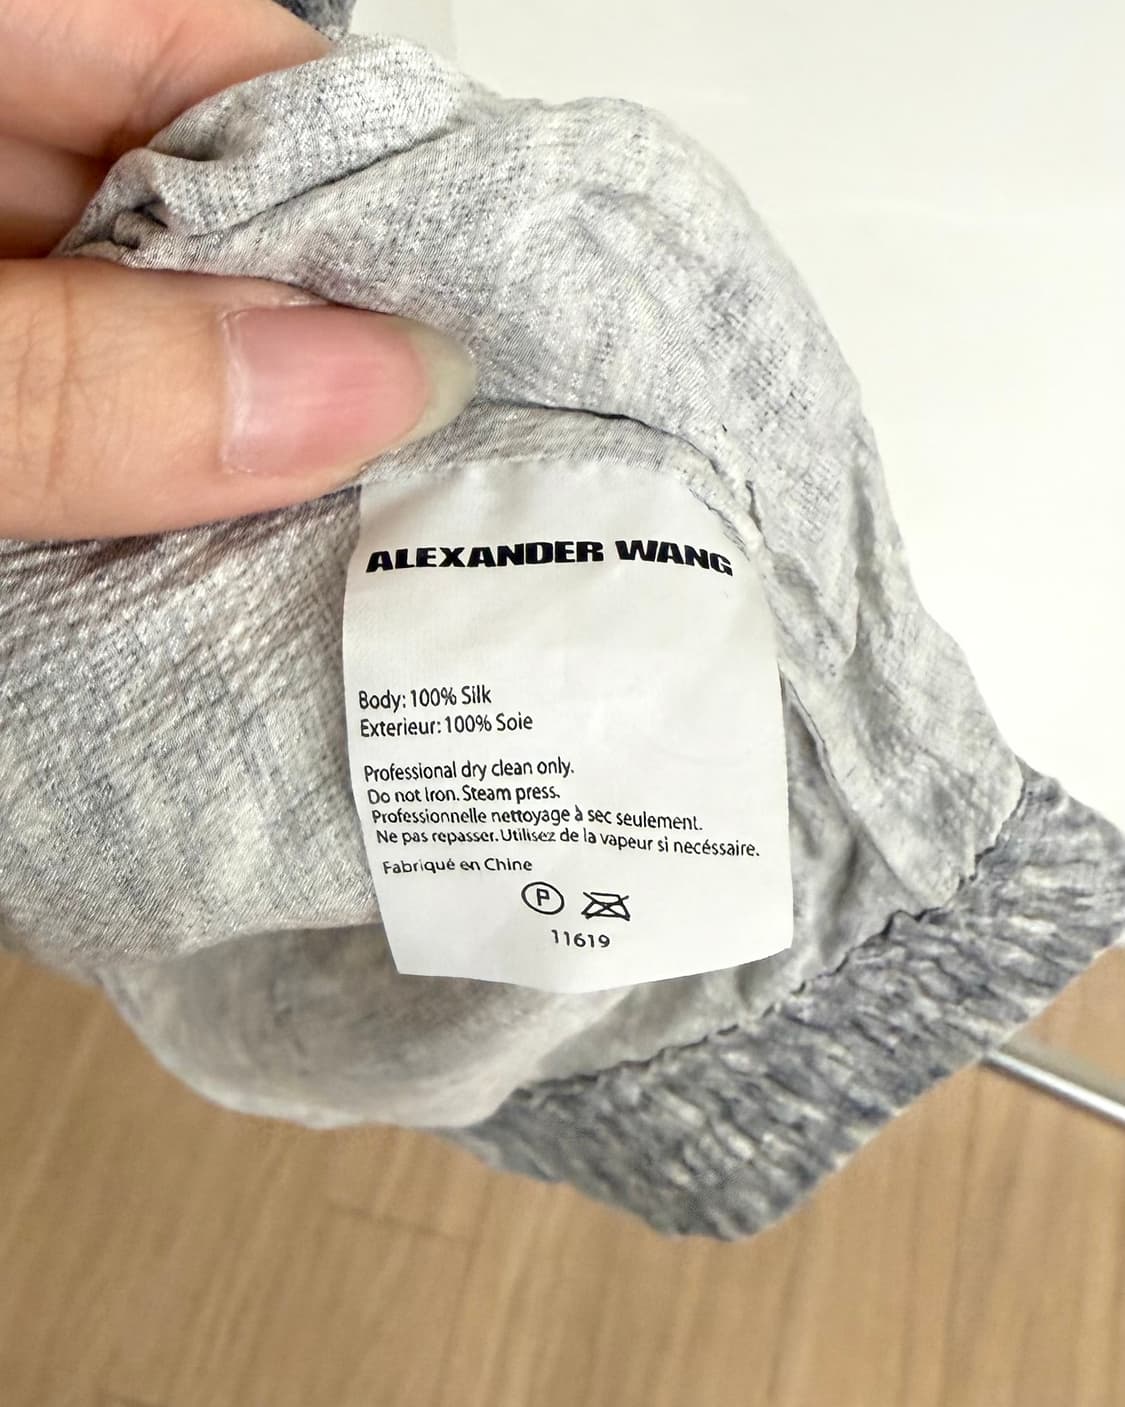 ALEXANDER WANG
Body: 100% Silk
Exterieur: 100% Soie
Professional dry clean only.
Do not Iron. Steam press.
Professionnelle nettoyage à sec seulement.
Ne pas repasser. Utilisez de la vapeur si necéssaire.
Fabriqué en Chine
P
11619